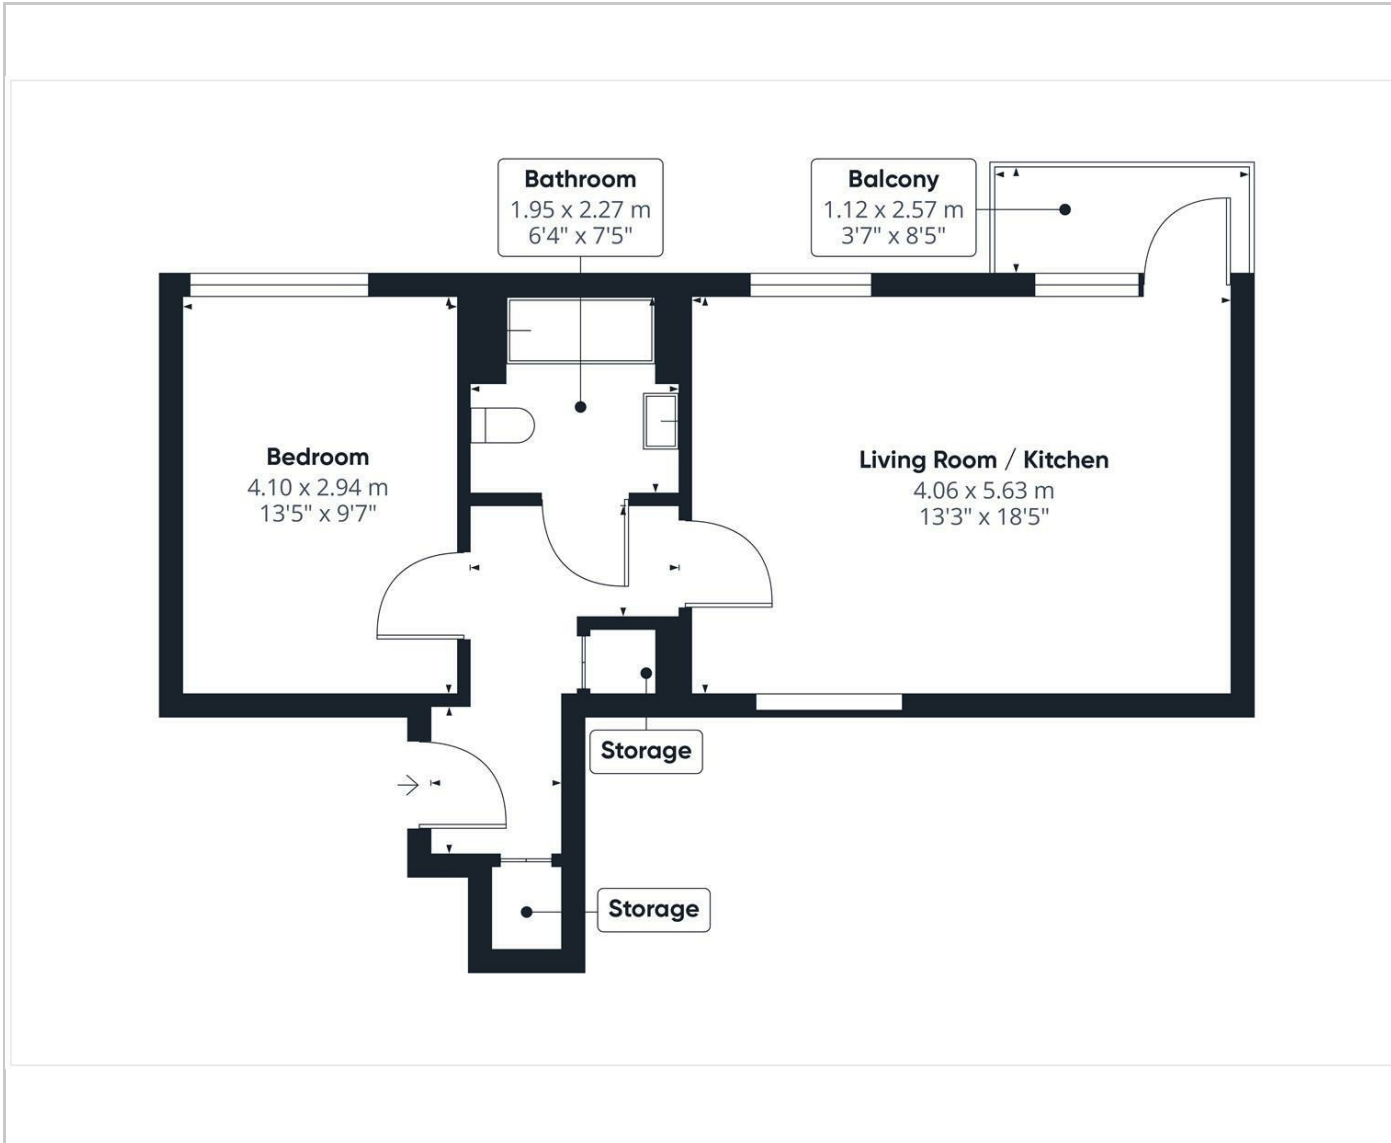 Bathroom
1.95 x 2.27 m
6'4" x 7'5"
Balcony
1.12 x 2.57 m
3'7" x 8'5"
Bedroom
4.10 x 2.94 m
13'5" x 9'7"
Living Room / Kitchen
4.06 x 5.63 m
13'3" x 18'5"
Storage
Storage